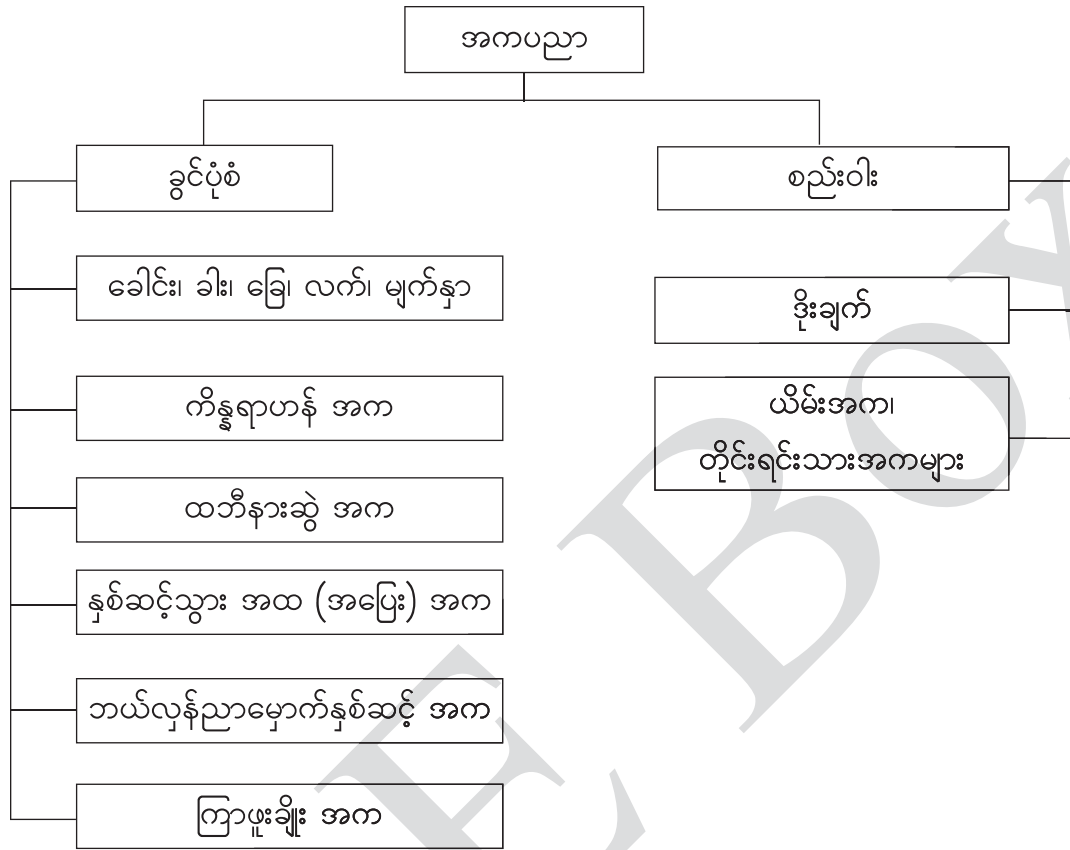 အကပညာ
ခွင်ပုံစံ
ခေါင်း၊ ခါး၊ ခြေ၊ လက်၊ မျက်နှာ
ကိန္နရာဟန် အက
ထဘီနားဆွဲ အက
နှစ်ဆင့်သွား အထ (အပြေး) အက
ဘယ်လှန်ညာမှောက်နှစ်ဆင့် အက
ကြာဖူးချိုး အက
စည်းဝါး
ဒိုးချက်
ယိမ်းအက၊
တိုင်းရင်းသားအကများ
E BOX